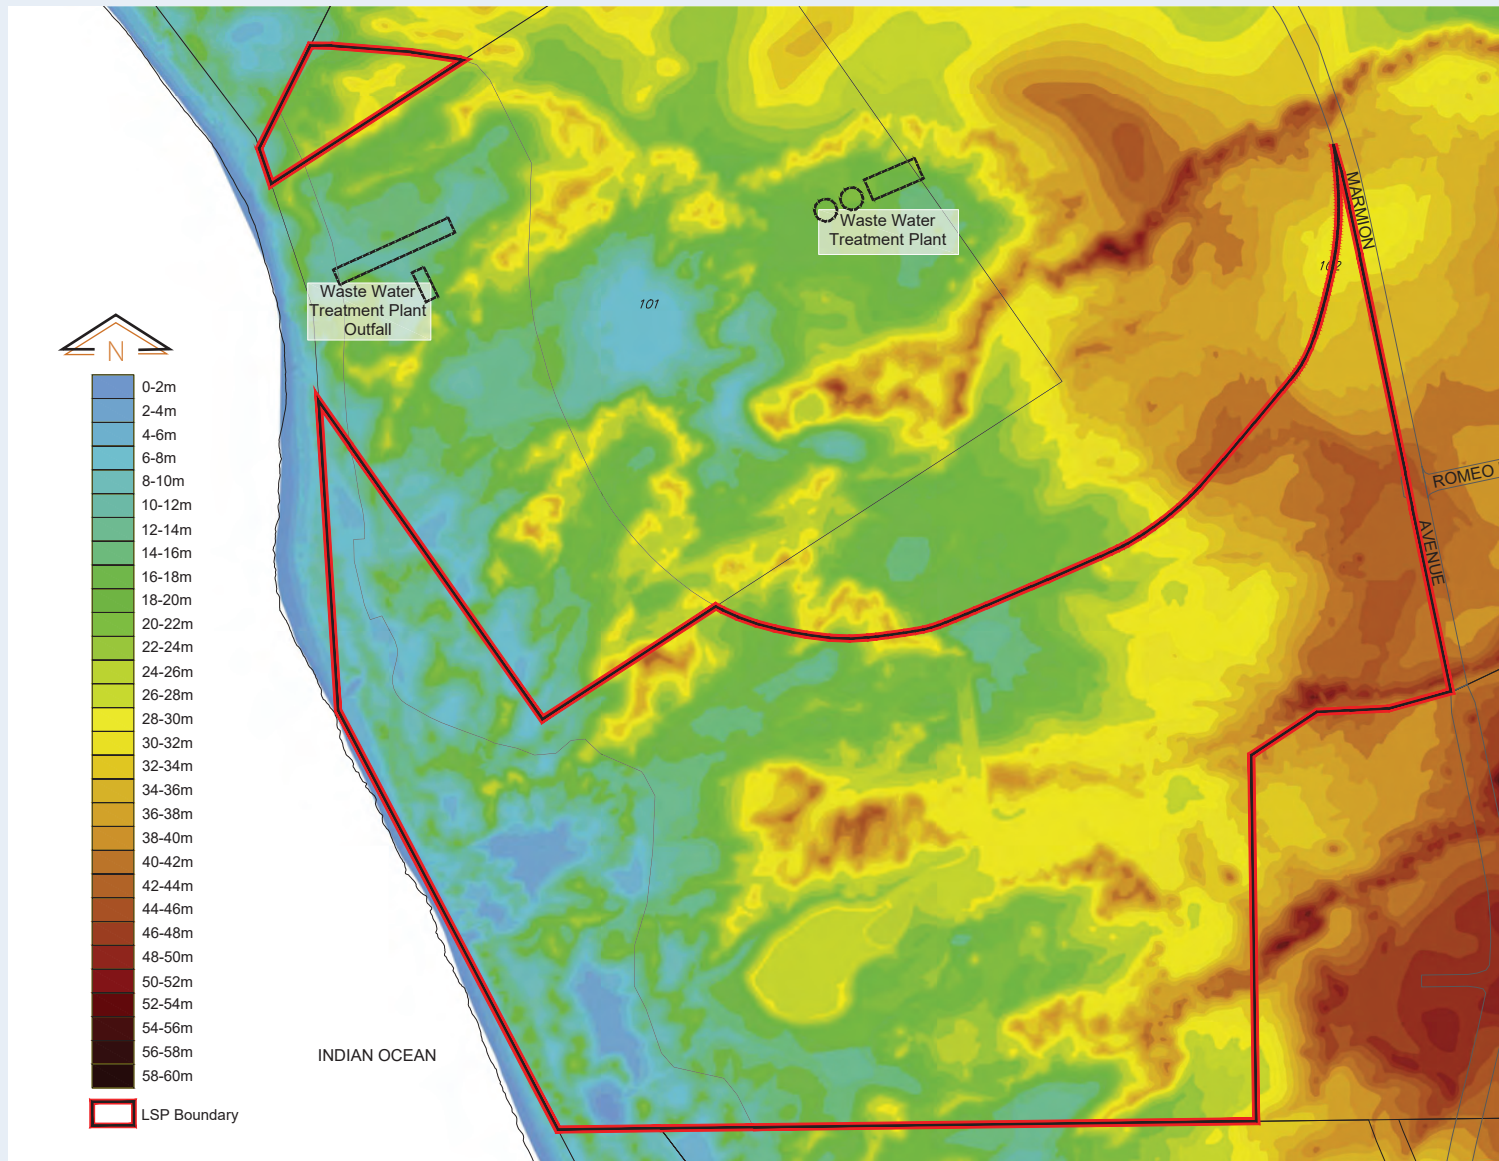 MARMION
102
Waste Water
Treatment Plant
Waste Water
Treatment Plant
Outfall
101
N
0-2m
2-4m
4-6m
6-8m
8-10m
10-12m
12-14m
14-16m
16-18m
18-20m
20-22m
22-24m
24-26m
26-28m
28-30m
30-32m
32-34m
34-36m
36-38m
38-40m
40-42m
42-44m
44-46m
46-48m
48-50m
50-52m
52-54m
54-56m
56-58m
58-60m
LSP Boundary
ROMEO
AVENUE
INDIAN OCEAN